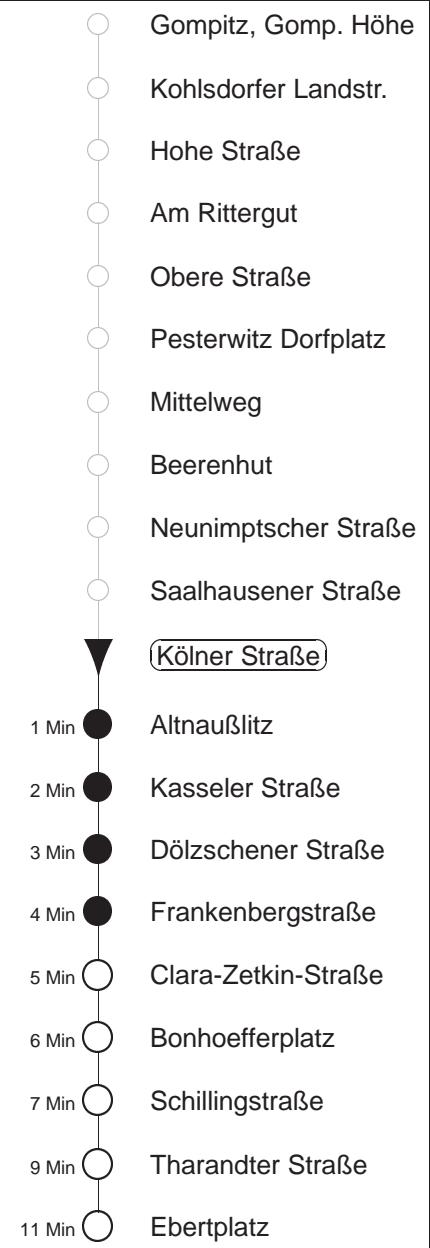 Gompitz, Gomp. Höhe
Kohlsdorfer Landstr.
Hohe Straße
Am Rittergut
Obere Straße
Pesterwitz Dorfplatz
Mittelweg
Beerenhut
Neunimptscher Straße
Saalhausener Straße
Kölner Straße
1 Min Altnaußlitz
2 Min Kasseler Straße
3 Min Dölzschener Straße
4 Min Frankenbergstraße
5 Min Clara-Zetkin-Straße
6 Min Bonhoefferplatz
7 Min Schillingstraße
9 Min Tharandter Straße
11 Min Ebertplatz